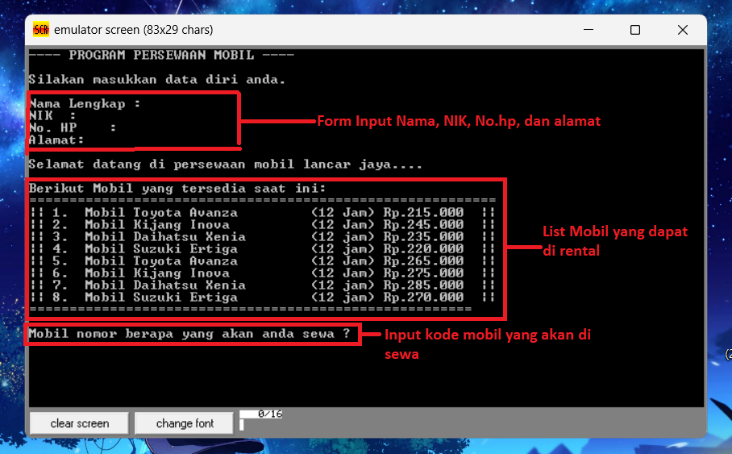 SCR emulator screen (83x29 chars)
---- PROGRAM PERSEWAAN MOBIL ----
Silakan masukkan data diri anda.
Nama Lengkap :
NIK :
No. HP :
Alamat:
Form Input Nama, NIK, No.hp, dan alamat
Selamat datang di persewaan mobil lancar jaya....
Berikut Mobil yang tersedia saat ini:
|| 1. Mobil Toyota Avanza (12 Jam) Rp.215.000 ||
|| 2. Mobil Kijang Inova (12 jam) Rp.245.000 ||
|| 3. Mobil Daihatsu Xenia (12 jam) Rp.235.000 ||
|| 4. Mobil Suzuki Ertiga (12 jam) Rp.220.000 ||
|| 5. Mobil Toyota Avanza (12 jam) Rp.265.000 ||
|| 6. Mobil Kijang Inova (12 jam) Rp.275.000 ||
|| 7. Mobil Daihatsu Xenia (12 jam) Rp.285.000 ||
|| 8. Mobil Suzuki Ertiga (12 jam) Rp.270.000 ||
List Mobil yang dapat
di rental
Mobil nomor berapa yang akan anda sewa ?
Input kode mobil yang akan di
sewa
clear screen
change font
0/16